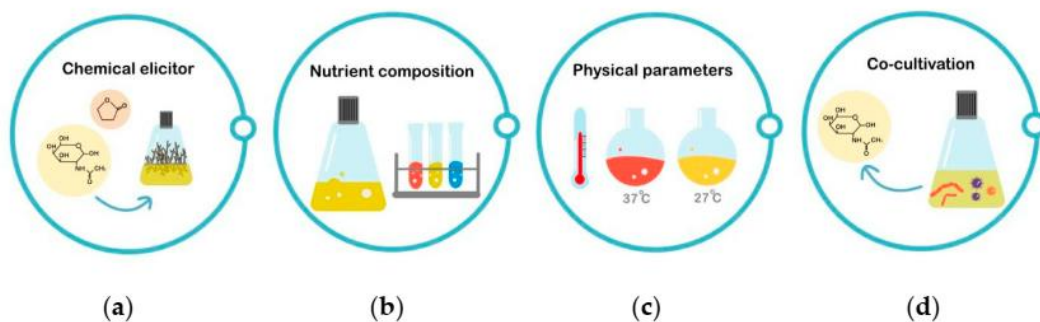 Chemical elicitor
Nutrient composition
Physical parameters
37°C
27°C
Co-cultivation
(a)
(b)
(c)
(d)